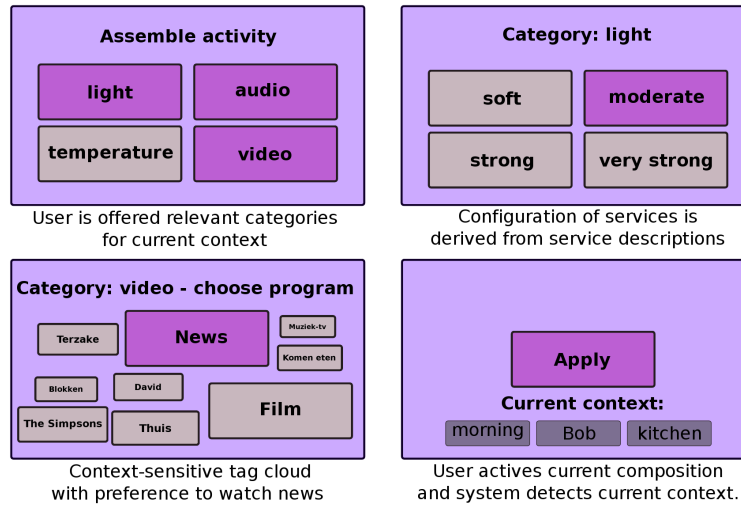 Assemble activity
light
audio
temperature
video
User is offered relevant categories
for current context
Category: light
soft
moderate
strong
very strong
Configuration of services is
derived from service descriptions
Category: video - choose program
Terzake
News
Muziek-tv
Komen eten
Blokken
David
Film
The Simpsons
Thuis
Context-sensitive tag cloud
with preference to watch news
Apply
Current context:
morning
Bob
kitchen
User actives current composition
and system detects current context.